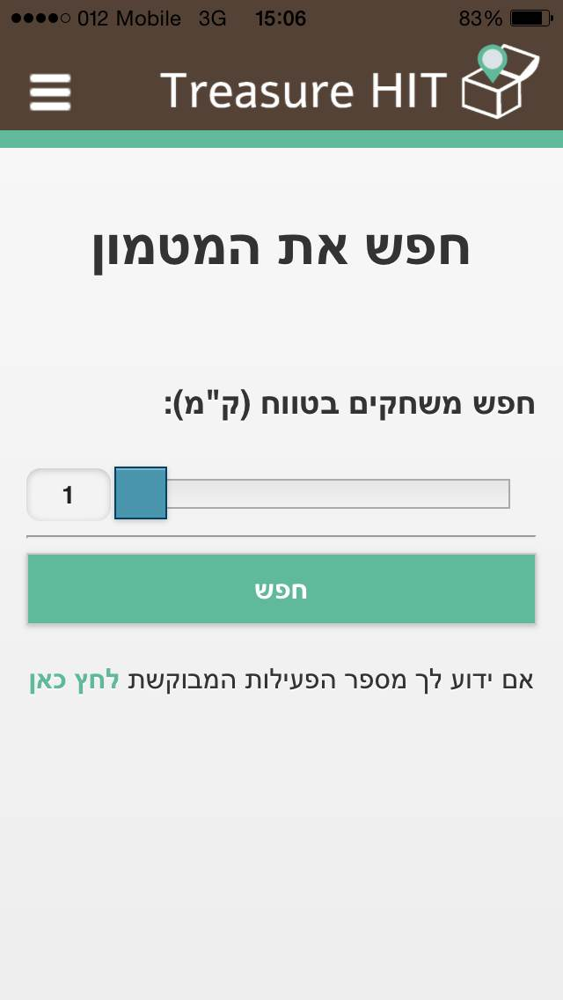 012 Mobile 3G 15:06 83%
Treasure HIT
חפש את המטמון
חפש משחקים בטווח (ק"מ):
1
חפש
אם ידוע לך מספר הפעילות המבוקשת לחץ כאן